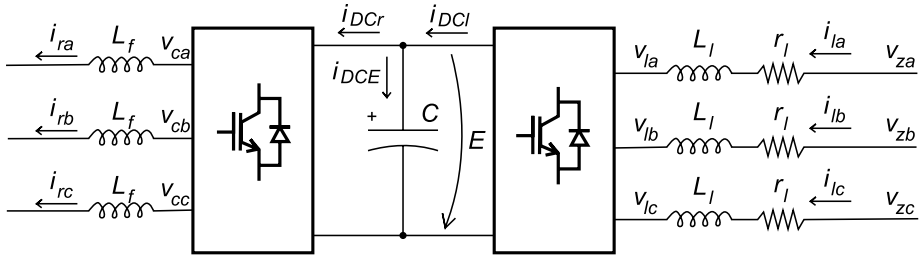 i_DCr i_DCl
i_ra L_f v_ca
i_DCE
v_la L_l r_l i_la v_za
i_rb L_f v_cb
+ C E
v_lb L_l r_l i_lb v_zb
i_rc L_f v_cc
v_lc L_l r_l i_lc v_zc